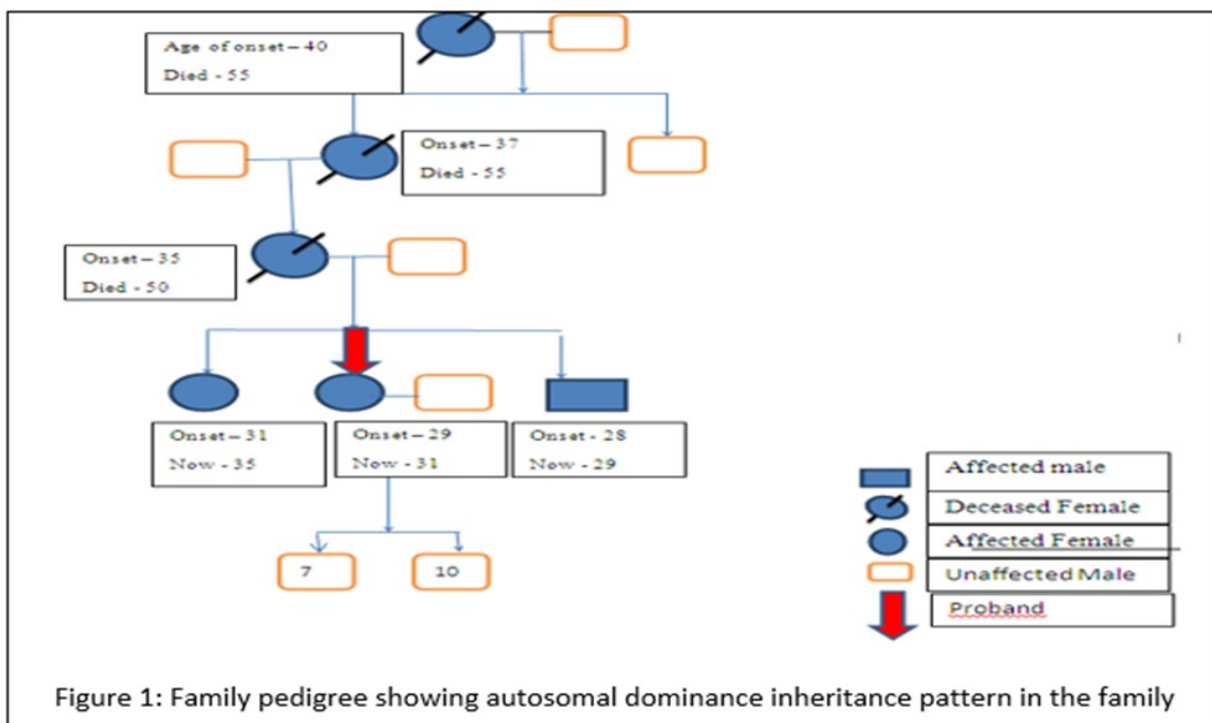 Age of onset – 40
Died - 55
Onset – 37
Died - 55
Onset – 35
Died - 50
Onset – 31
Now - 35
Onset – 29
Now - 31
Onset - 28
Now - 29
7
10
Affected male
Deceased Female
Affected Female
Unaffected Male
Proband
Figure 1: Family pedigree showing autosomal dominance inheritance pattern in the family